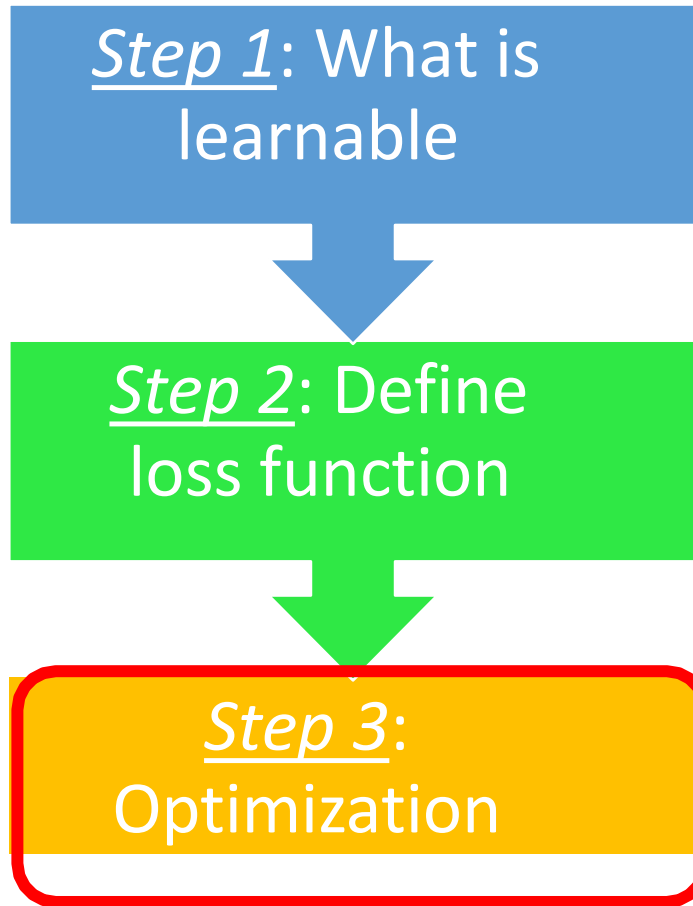 Step 1: What is
learnable
Step 2: Define
loss function
Step 3:
Optimization